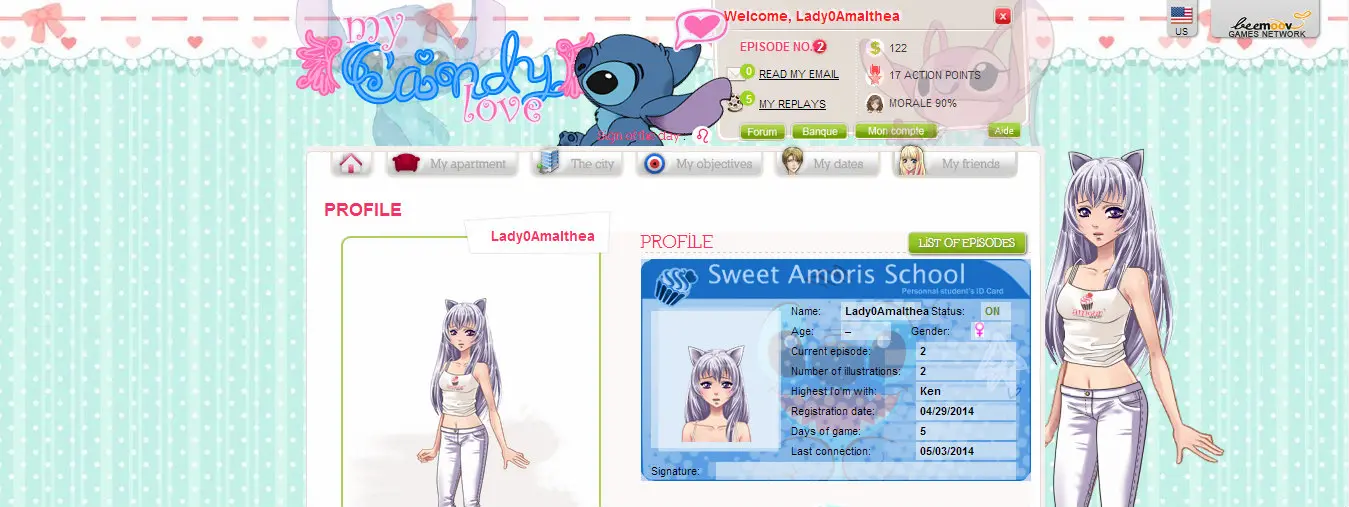 my
Candy
love
Welcome, Lady0Amalthea
x
EPISODE NO. 2
0 READ MY EMAIL
5 MY REPLAYS
122
17 ACTION POINTS
MORALE 90%
Forum
Banque
Mon compte
Aide
Sign of the day : ♌
US
beemoov
GAMES NETWORK
My apartment
The city
My objectives
My dates
My friends
PROFILE
Lady0Amalthea
PROFILE
LIST OF EPISODES
Sweet Amoris School
Personnal student's ID Card
Name: Lady0Amalthea Status: ON
Age: – Gender: ♀
Current episode: 2
Number of illustrations: 2
Highest lo'm with: Ken
Registration date: 04/29/2014
Days of game: 5
Last connection: 05/03/2014
Signature: